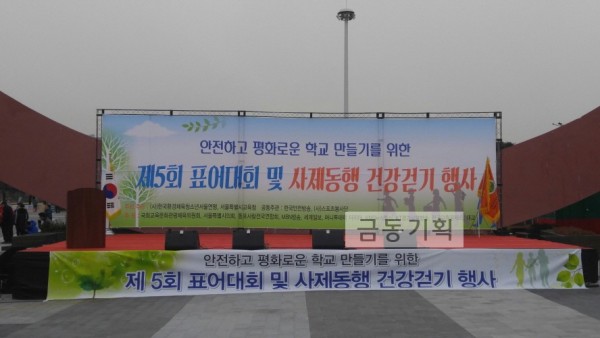 안전하고 평화로운 학교 만들기를 위한
제5회 표어대회 및 사제동행 건강걷기 행사
금동기획
안전하고 평화로운 학교 만들기를 위한
제 5회 표어대회 및 사제동행 건강걷기 행사